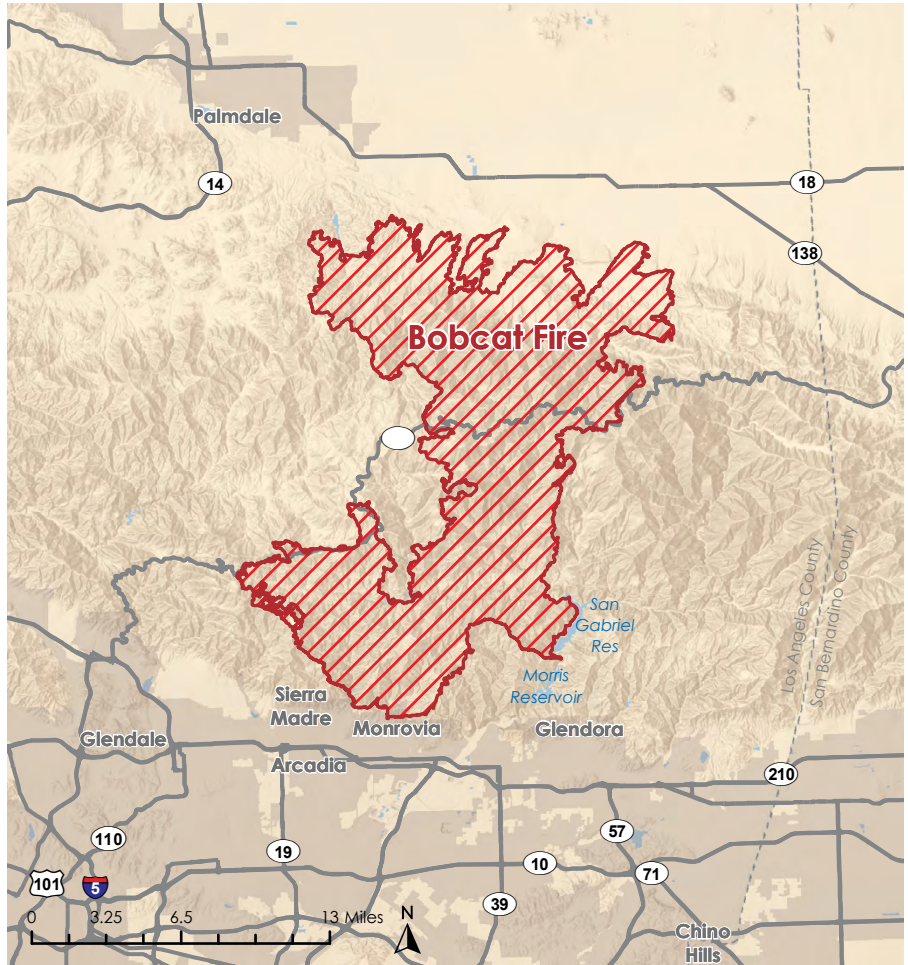 Palmdale
14
18
138
Bobcat Fire
Los Angeles County
San Bernardino County
San
Gabriel
Res
Morris
Reservoir
Sierra
Madre
Monrovia
Glendora
Glendale
Arcadia
210
110
19
57
10
71
101
5
39
0 3.25 6.5 13 Miles
N
Chino
Hills